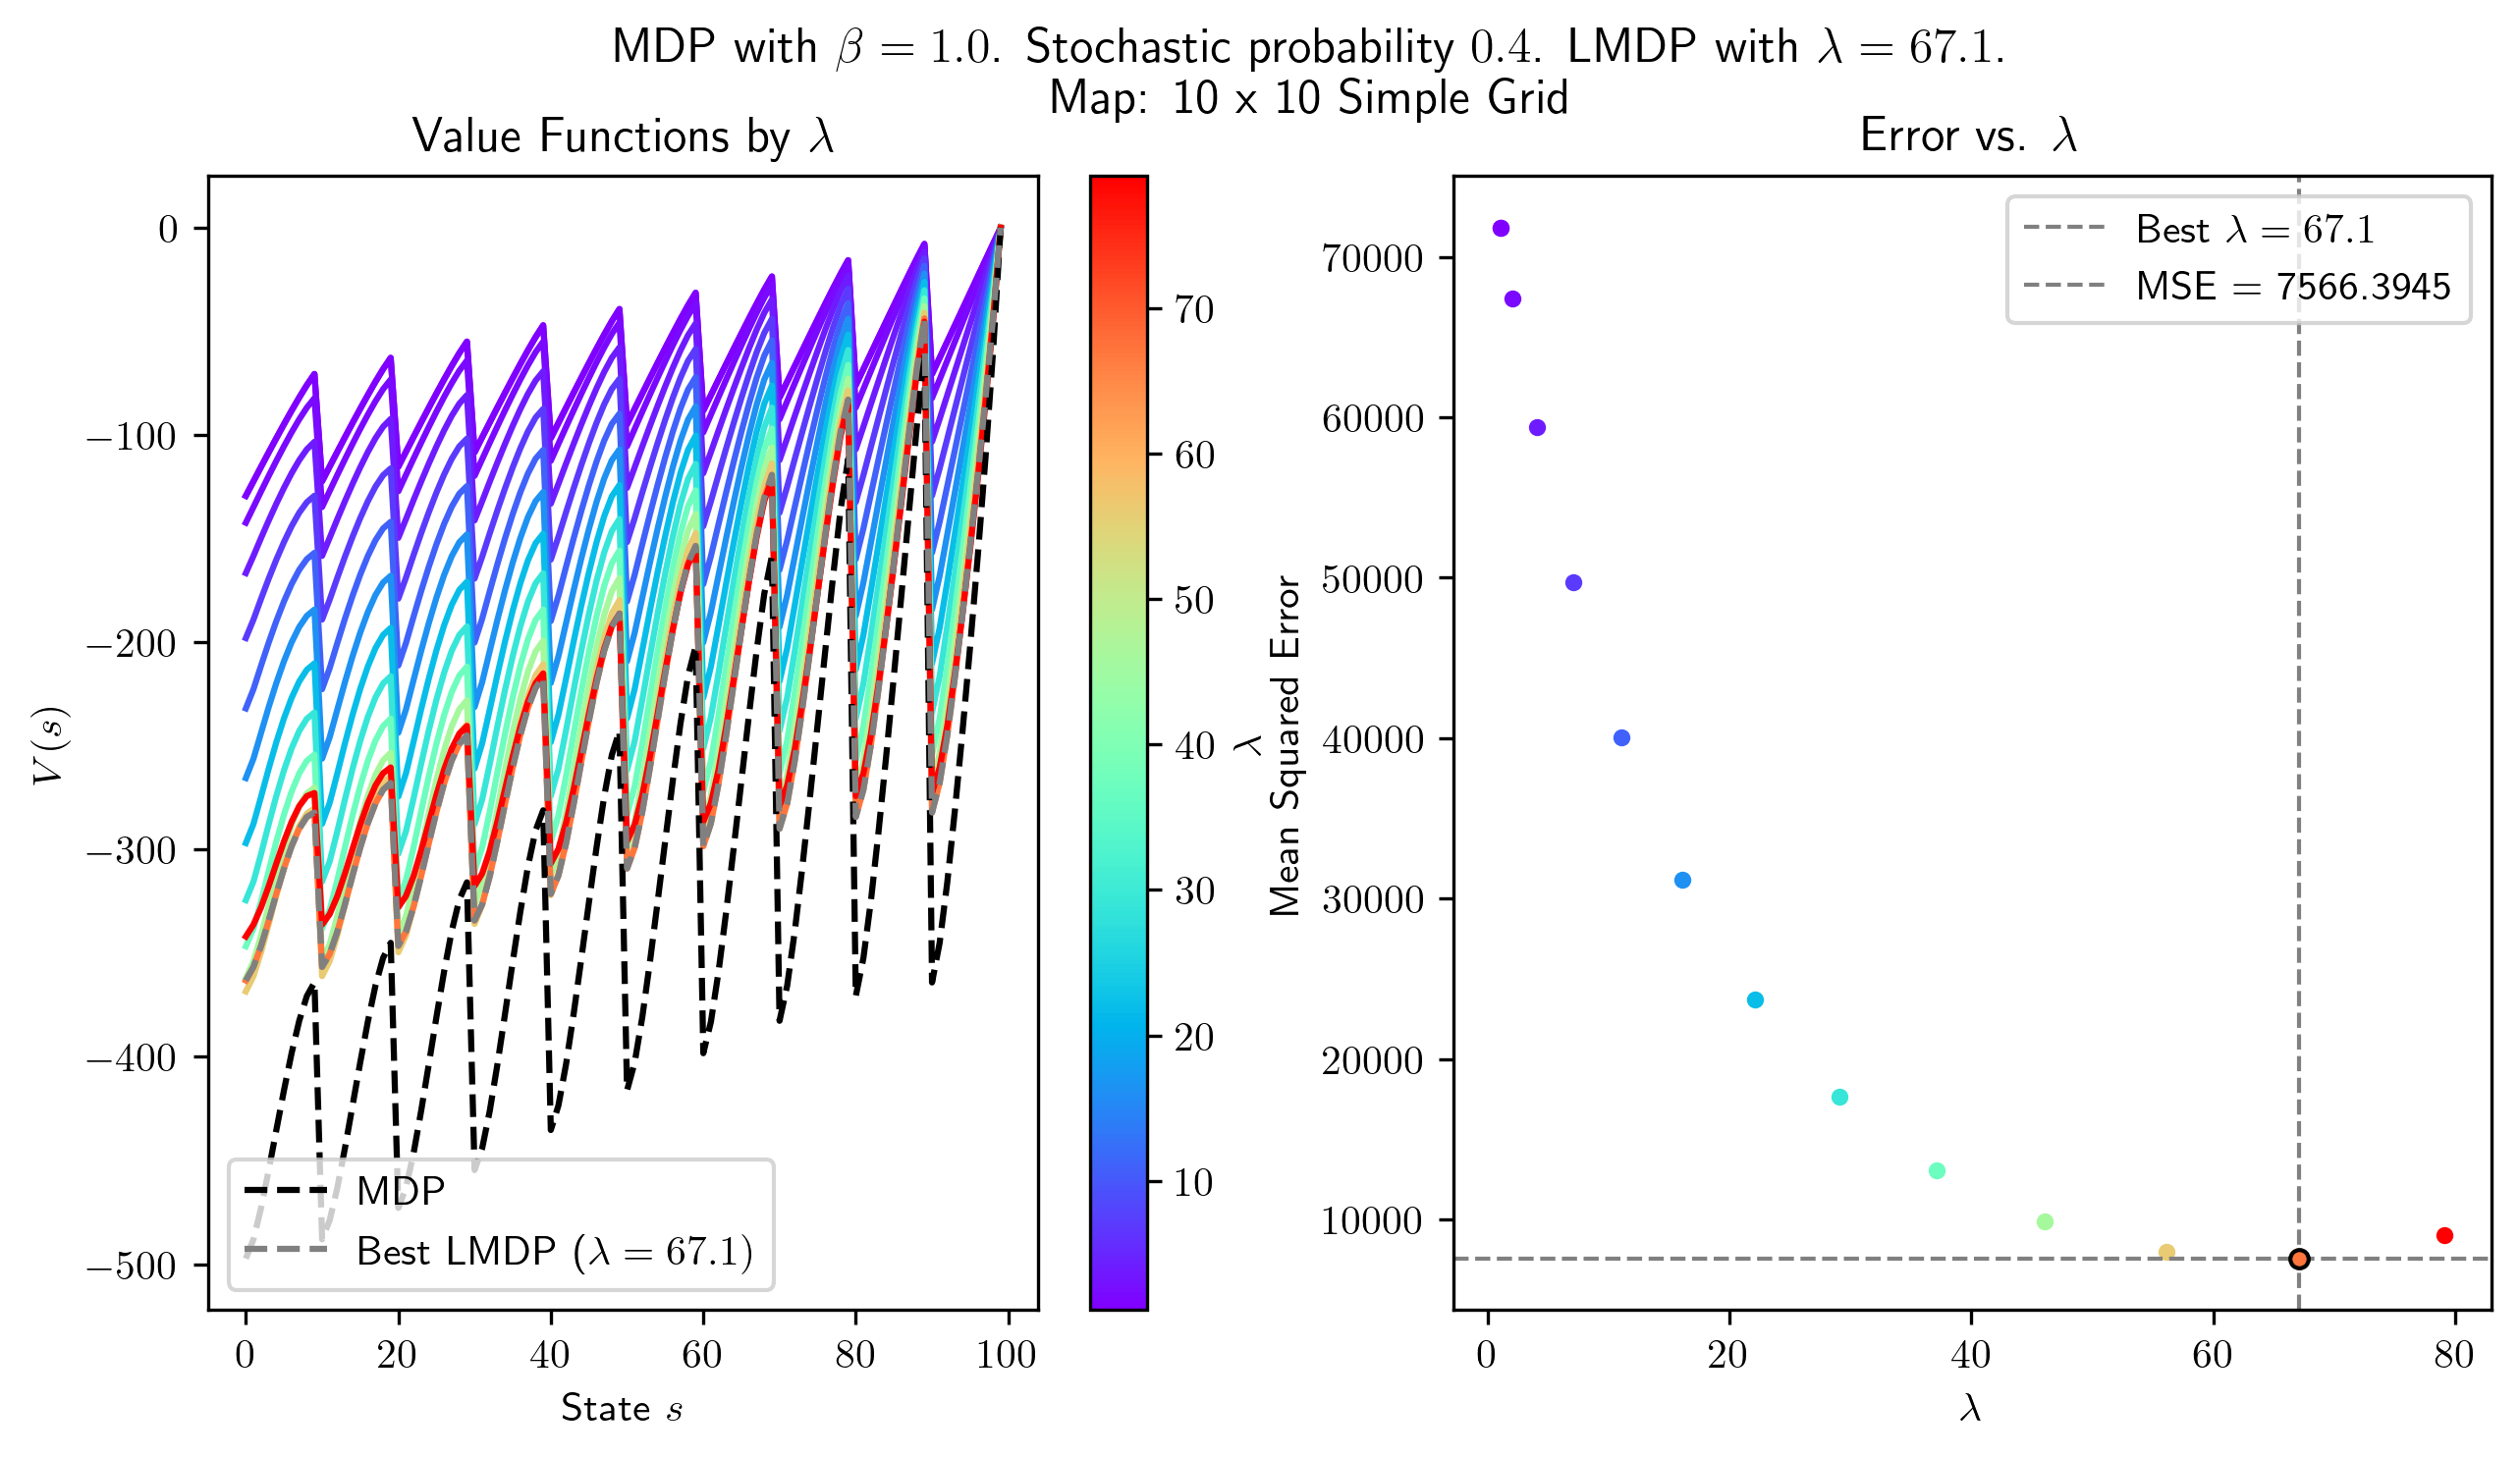 MDP with β = 1.0. Stochastic probability 0.4. LMDP with λ = 67.1.
Map: 10 x 10 Simple Grid
Value Functions by λ
0
−100
−200
−300
−400
−500
V(s)
0
20
40
60
80
100
State s
MDP
Best LMDP (λ = 67.1)
70
60
50
40
30
20
10
λ
Error vs. λ
70000
60000
50000
40000
30000
20000
10000
Mean Squared Error
0
20
40
60
80
λ
Best λ = 67.1
MSE = 7566.3945